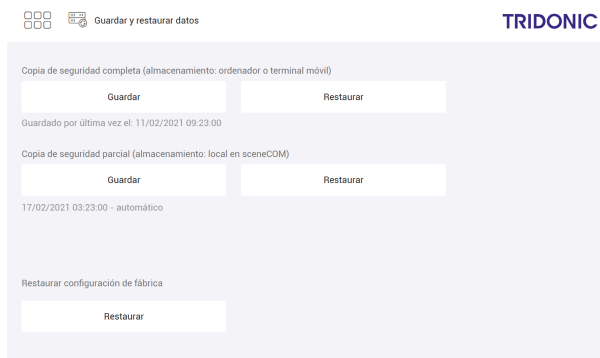 Guardar y restaurar datos
TRIDONIC
Copia de seguridad completa (almacenamiento: ordenador o terminal móvil)
Guardar
Restaurar
Guardado por última vez el: 11/02/2021 09:23:00
Copia de seguridad parcial (almacenamiento: local en sceneCOM)
Guardar
Restaurar
17/02/2021 03:23:00 - automático
Restaurar configuración de fábrica
Restaurar